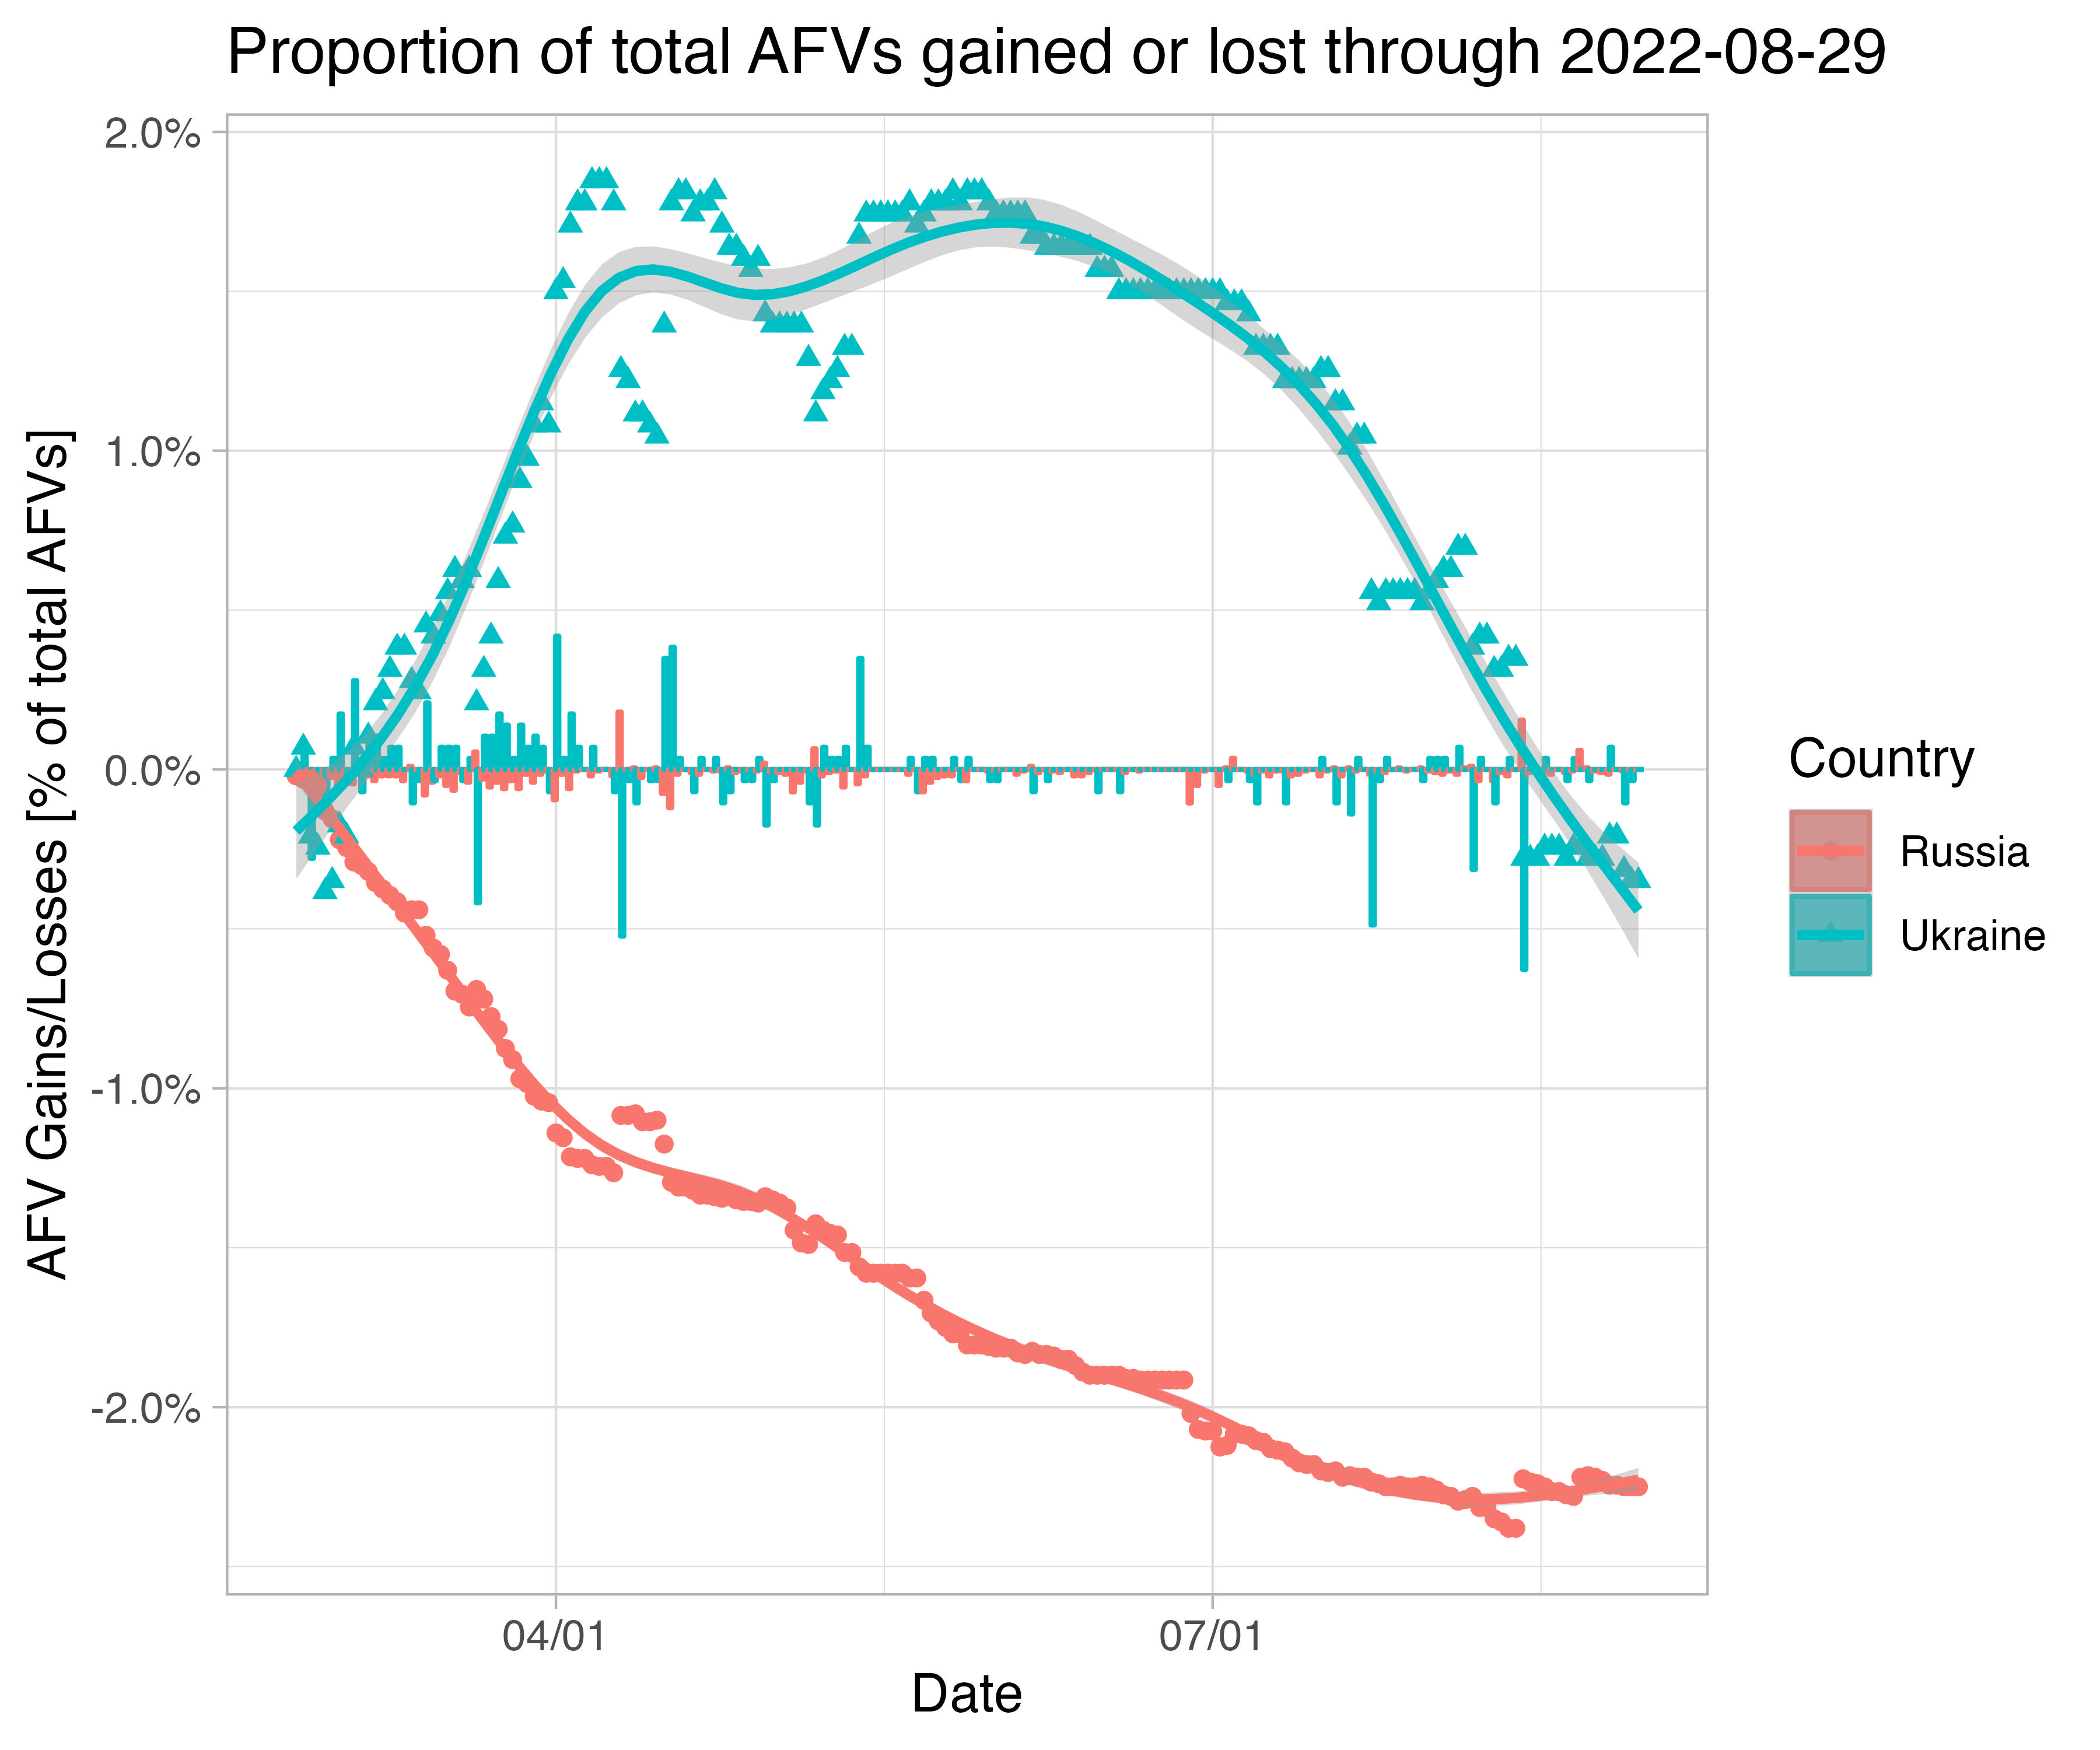 Proportion of total AFVs gained or lost through 2022-08-29
AFV Gains/Losses [% of total AFVs]
2.0%
1.0%
0.0%
-1.0%
-2.0%
04/01
07/01
Date
Country
Russia
Ukraine